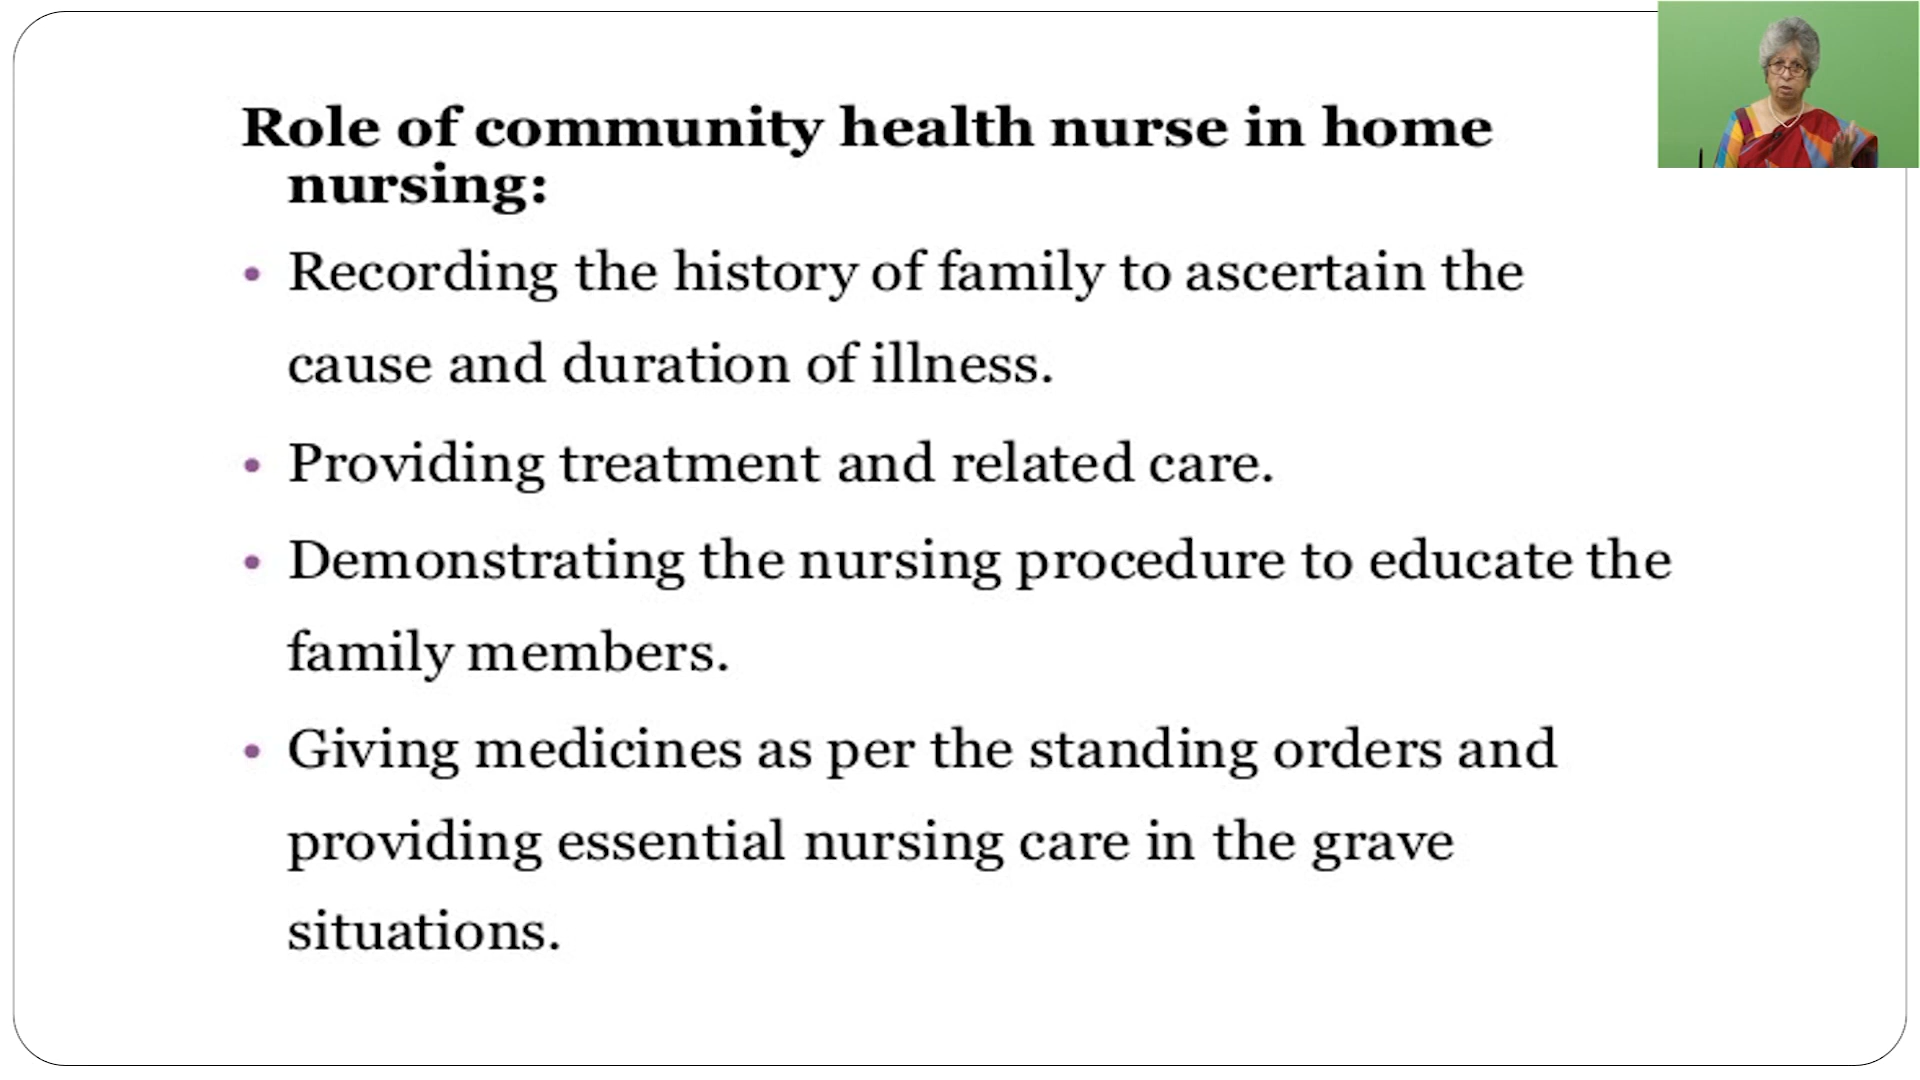 Role of community health nurse in home
nursing:
• Recording the history of family to ascertain the
cause and duration of illness.
• Providing treatment and related care.
• Demonstrating the nursing procedure to educate the
family members.
• Giving medicines as per the standing orders and
providing essential nursing care in the grave
situations.